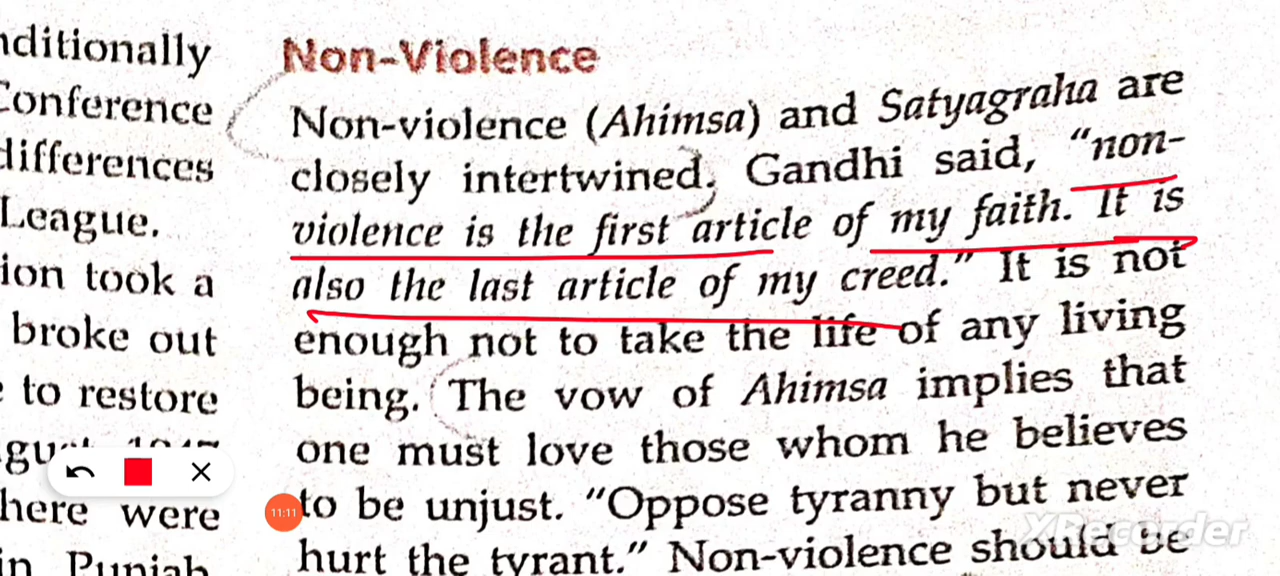 nditionally
Conference
differences
League.
ion took a
broke out
to restore
here were
in Punjab
Non-Violence
Non-violence (Ahimsa) and Satyagraha are
closely intertwined. Gandhi said, "non-
violence is the first article of my faith. It is
also the last article of my creed." It is not
enough not to take the life of any living
being. The vow of Ahimsa implies that
one must love those whom he believes
to be unjust. "Oppose tyranny but never
hurt the tyrant." Non-violence should be
11:11
XRecorder